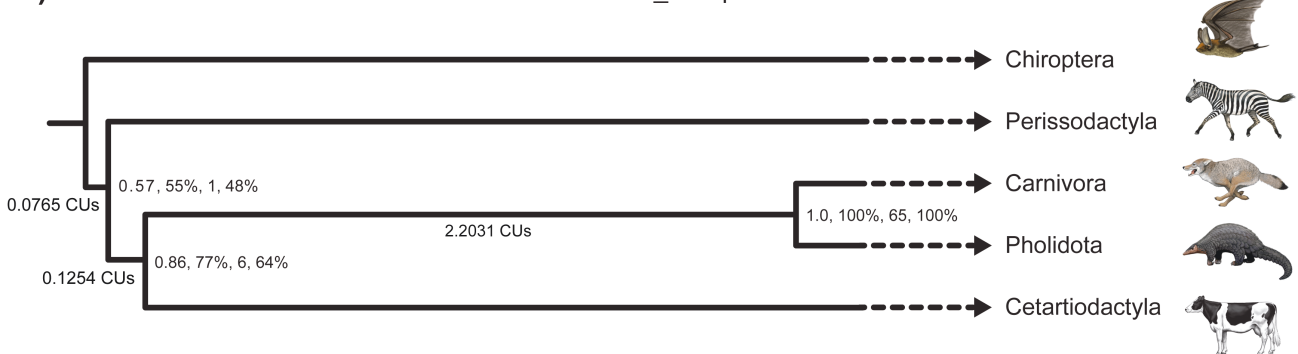 Chiroptera
Perissodactyla
0.57, 55%, 1, 48%
Carnivora
0.0765 CUs
1.0, 100%, 65, 100%
2.2031 CUs
Pholidota
0.86, 77%, 6, 64%
0.1254 CUs
Cetartiodactyla